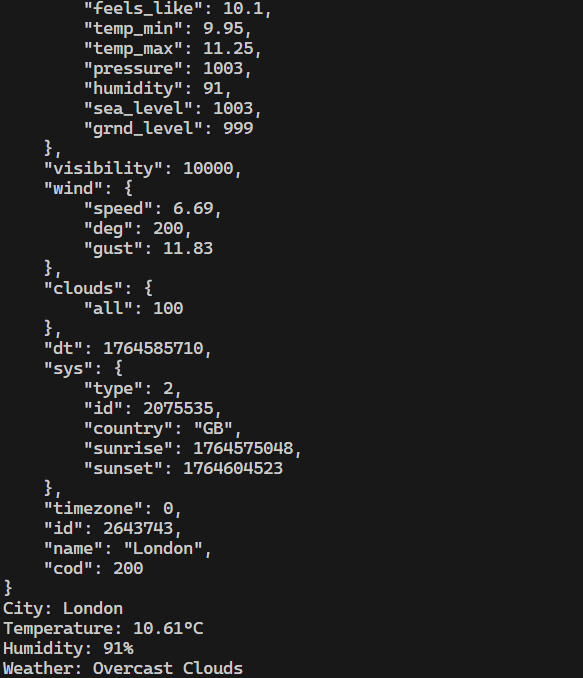 "feels_like": 10.1,
        "temp_min": 9.95,
        "temp_max": 11.25,
        "pressure": 1003,
        "humidity": 91,
        "sea_level": 1003,
        "grnd_level": 999
    },
    "visibility": 10000,
    "wind": {
        "speed": 6.69,
        "deg": 200,
        "gust": 11.83
    },
    "clouds": {
        "all": 100
    },
    "dt": 1764585710,
    "sys": {
        "type": 2,
        "id": 2075535,
        "country": "GB",
        "sunrise": 1764575048,
        "sunset": 1764604523
    },
    "timezone": 0,
    "id": 2643743,
    "name": "London",
    "cod": 200
}
City: London
Temperature: 10.61°C
Humidity: 91%
Weather: Overcast Clouds